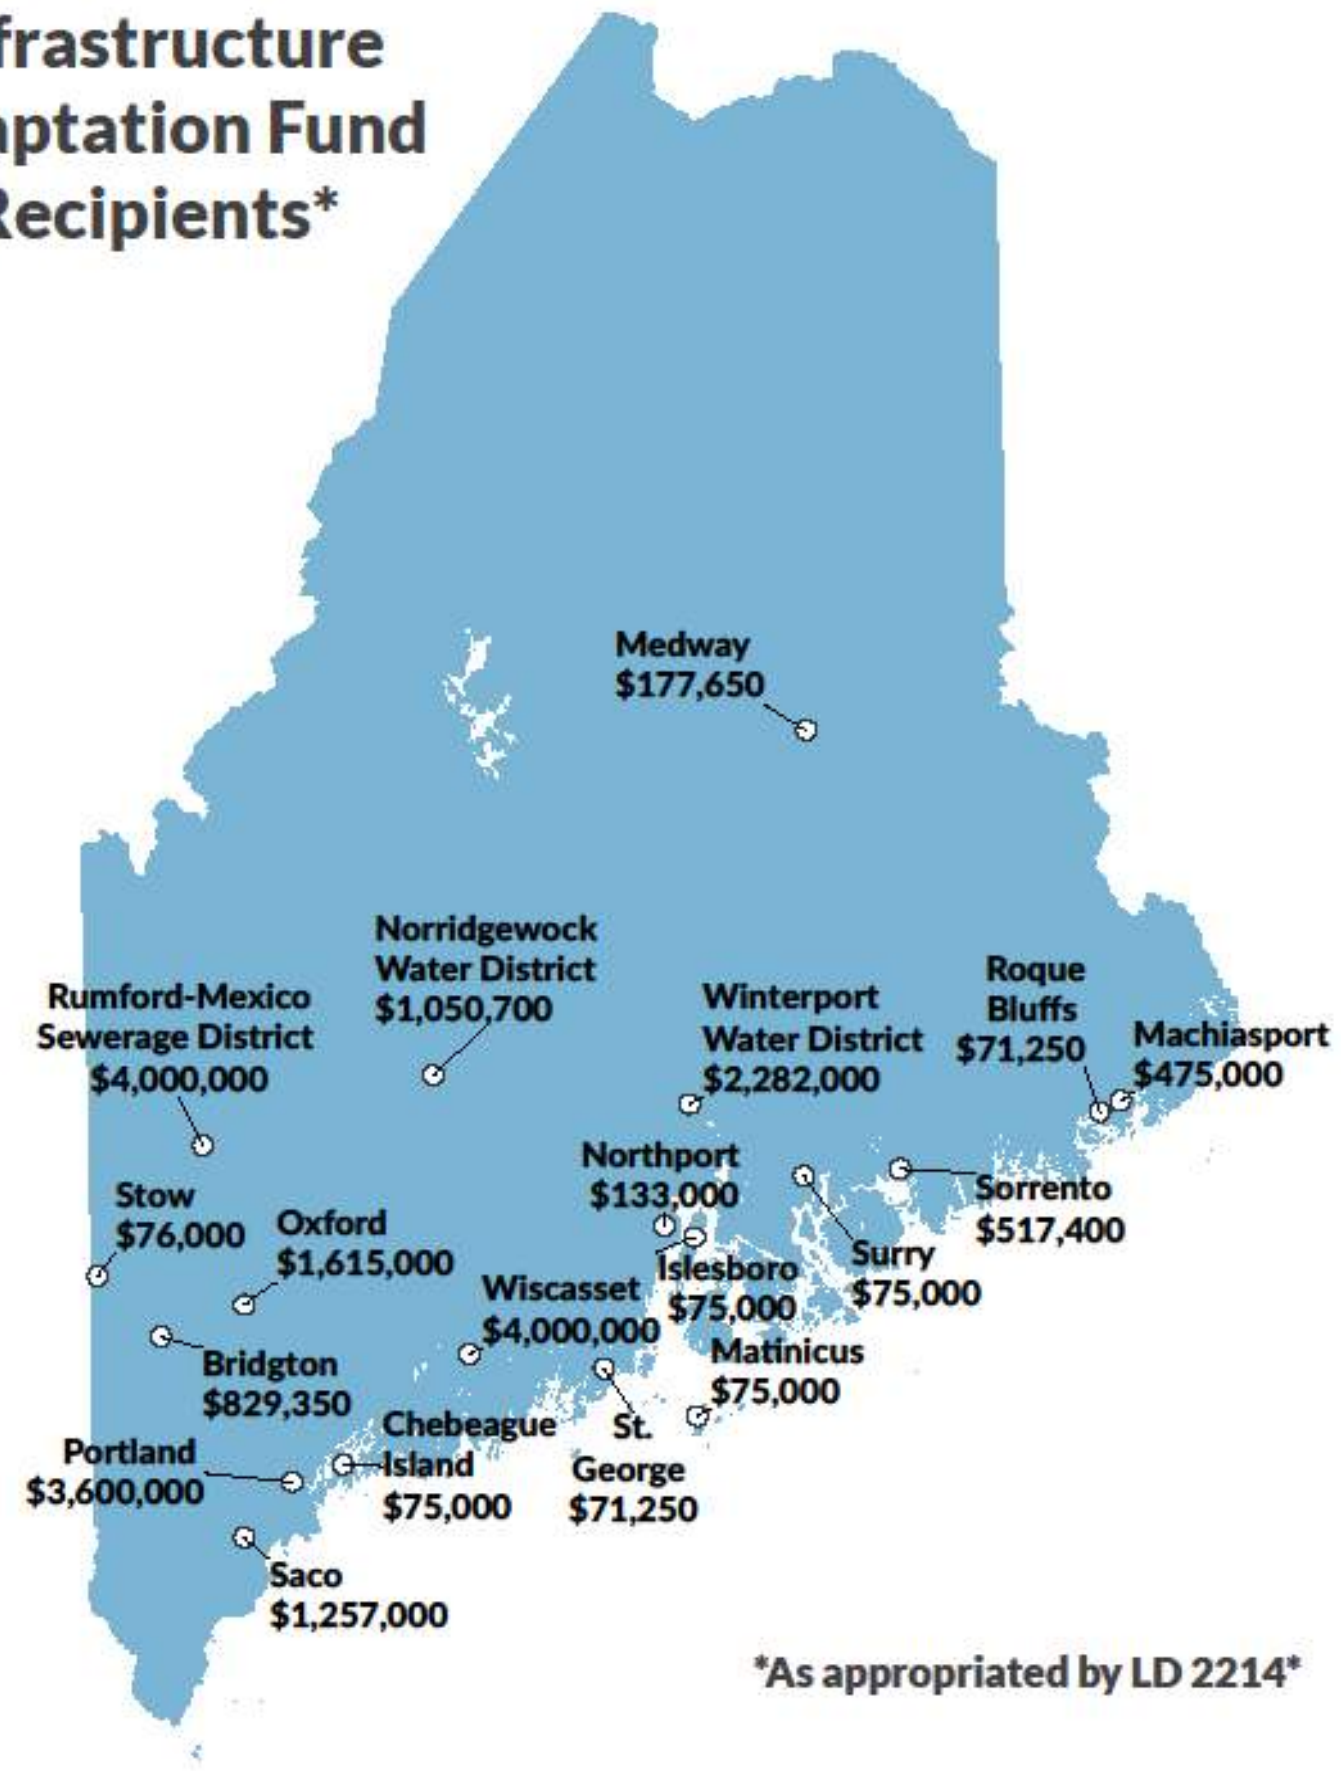 frastructure
aptation Fund
Recipients*
Medway
$177,650
Norridgewock
Water District
$1,050,700
Rumford-Mexico
Sewerage District
$4,000,000
Winterport
Water District
$2,282,000
Roque
Bluffs
$71,250
Machiasport
$475,000
Northport
$133,000
Sorrento
$517,400
Stow
$76,000
Oxford
$1,615,000
Surry
$75,000
Islesboro
$75,000
Wiscasset
$4,000,000
Matinicus
$75,000
Bridgton
$829,350
Chebeague
Island
$75,000
St.
George
$71,250
Portland
$3,600,000
Saco
$1,257,000
*As appropriated by LD 2214*